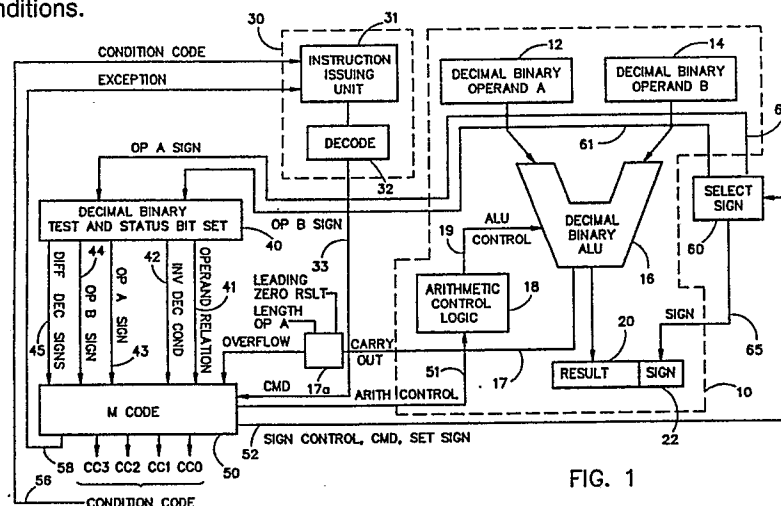 nditions.
30
31
CONDITION CODE
EXCEPTION
INSTRUCTION
ISSUING
UNIT
DECODE
32
12
14
DECIMAL BINARY
OPERAND A
DECIMAL BINARY
OPERAND B
6
61
OP A SIGN
OP B SIGN
SELECT
SIGN
60
DECIMAL BINARY
TEST AND STATUS BIT SET
40
33
19
ALU
CONTROL
DECIMAL
BINARY
ALU
16
ARITHMETIC
CONTROL
LOGIC
18
DIFF DEC SIGNS
44
OP B SIGN
OP A SIGN
42
INV DEC COND
41
OPERAND RELATION
45
43
LEADING
ZERO RSLT
LENGTH
OP A
OVERFLOW
17a
CARRY
OUT
17
SIGN
65
20
RESULT
SIGN
22
10
CMD
ARITH CONTROL
51
M CODE
50
52
SIGN CONTROL, CMD, SET SIGN
58
CC3 CC2 CC1 CC0
56
CONDITION CODE
FIG. 1